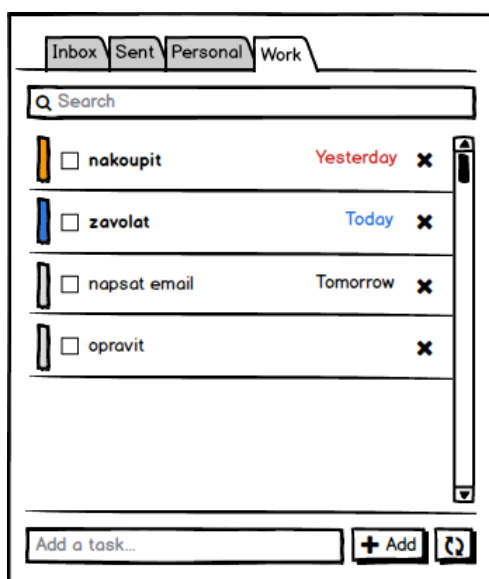 Inbox Sent Personal Work
Search
nakoupit Yesterday
zavolat Today
napsat email Tomorrow
opravit
Add a task... Add